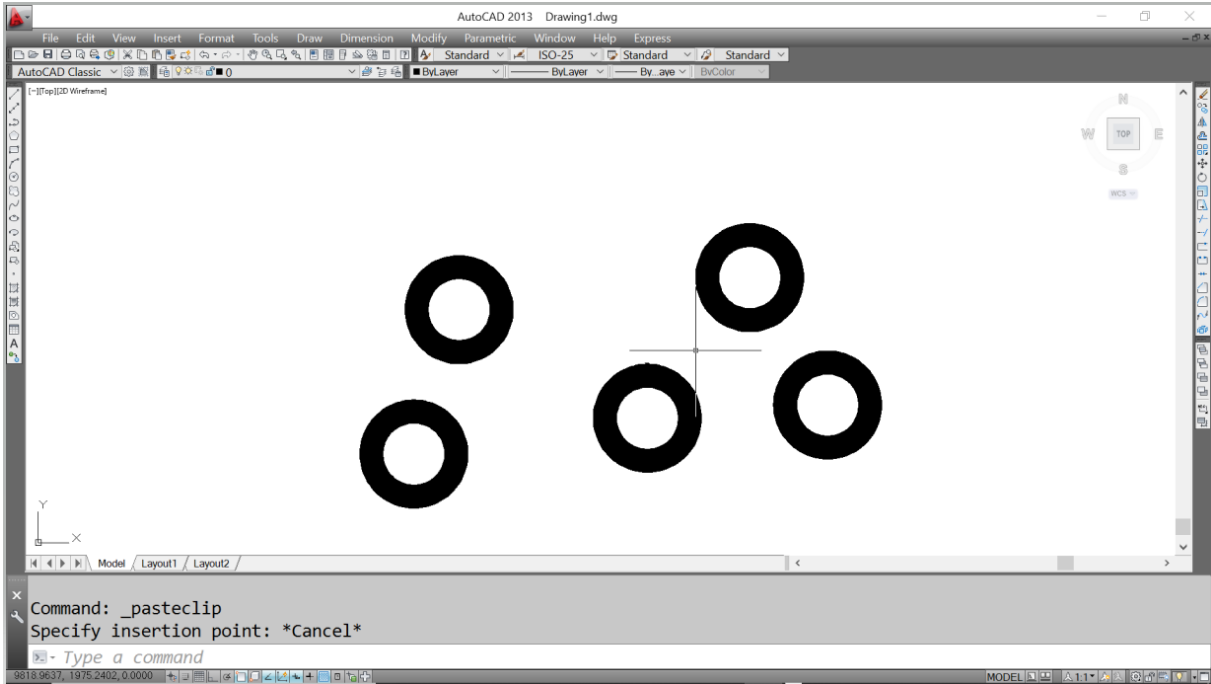 AutoCAD 2013 Drawing1.dwg
File Edit View Insert Format Tools Draw Dimension Modify Parametric Window Help Express
Standard ISO-25 Standard Standard
AutoCAD Classic 0 ByLayer ByLayer By...aye ByColor
[-][Top][2D Wireframe]
N
W TOP E
S
WCS
A
Y
X
Model Layout1 Layout2
Command: _pasteclip
Specify insertion point: *Cancel*
Type a command
9818.9637, 1975.2402, 0.0000 MODEL 1:1